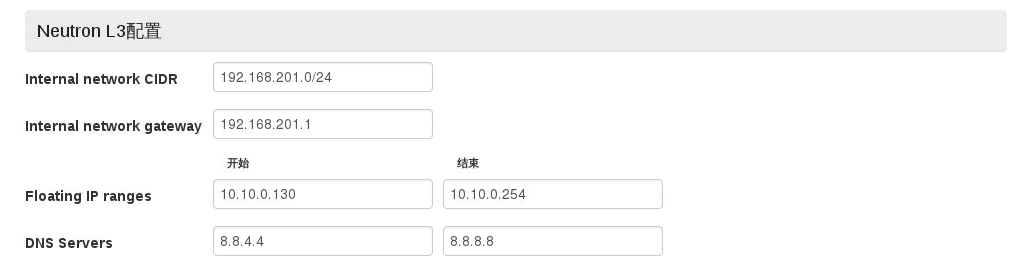 Neutron L3配置
Internal network CIDR 192.168.201.0/24
Internal network gateway 192.168.201.1
开始 结束
Floating IP ranges 10.10.0.130 10.10.0.254
DNS Servers 8.8.4.4 8.8.8.8